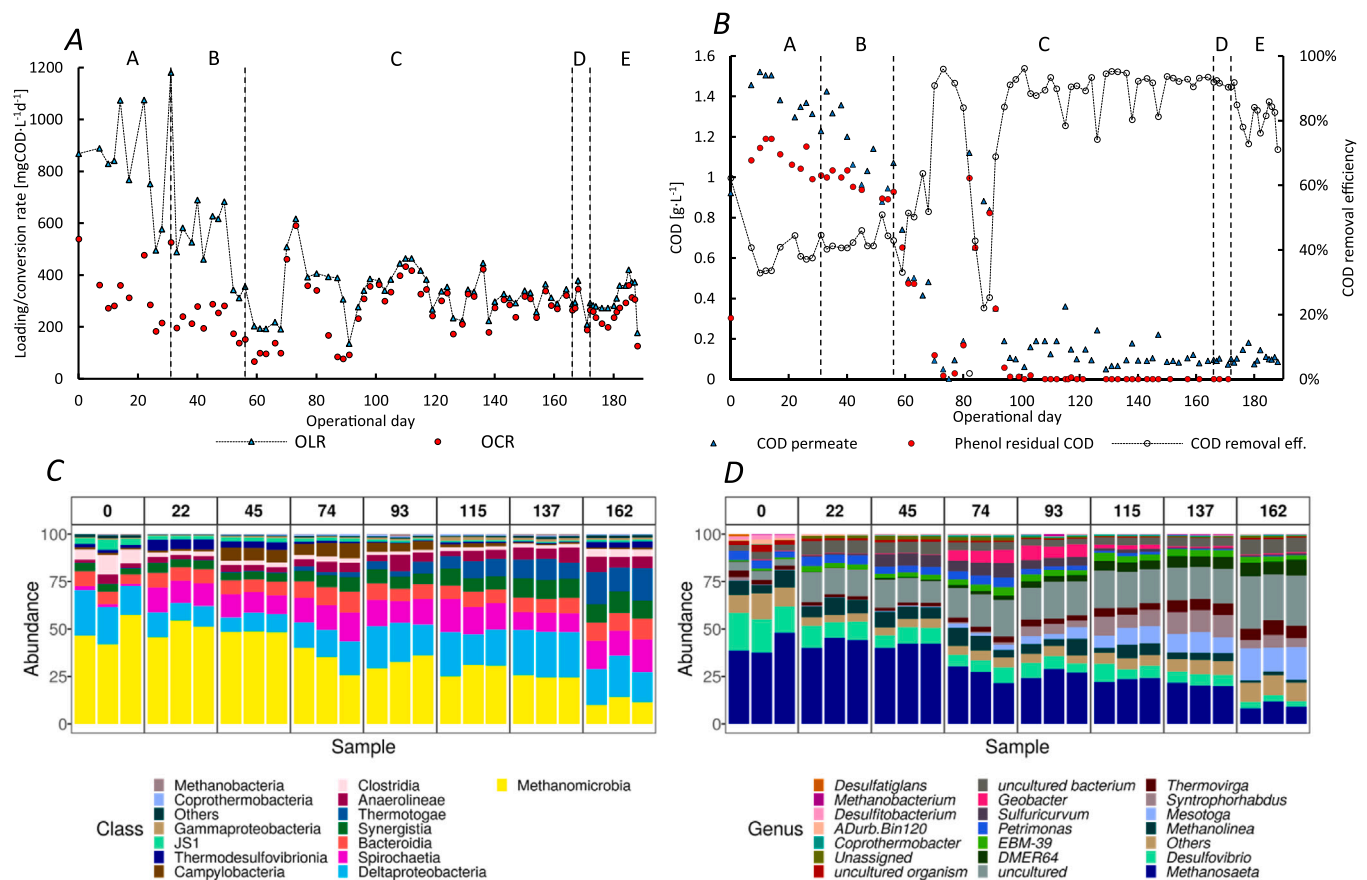 A
A B C D E
1200
1000
800
600
400
200
0
Loading/conversion rate [mgCOD·L⁻¹·d⁻¹]
0 20 40 60 80 100 120 140 160 180
Operational day
OLR OCR
B
A B C D E
1.6
1.4
1.2
1
0.8
0.6
0.4
0.2
0
COD [g·L⁻¹]
100%
80%
60%
40%
20%
0%
COD removal efficiency
0 20 40 60 80 100 120 140 160 180
Operational day
COD permeate Phenol residual COD COD removal eff.
C
0 22 45 74 93 115 137 162
100
75
50
25
0
Abundance
Sample
Class
Methanobacteria
Coprothermobacteria
Others
Gammaproteobacteria
JS1
Thermodesulfovibrionia
Campylobacteria
Clostridia
Anaerolineae
Thermotogae
Synergistia
Bacteroidia
Spirochaetia
Deltaproteobacteria
Methanomicrobia
D
0 22 45 74 93 115 137 162
100
75
50
25
0
Abundance
Sample
Genus
Desulfatiglans
Methanobacterium
Desulfitobacterium
ADurb.Bin120
Coprothermobacter
Unassigned
uncultured organism
uncultured bacterium
Geobacter
Sulfuricurvum
Petrimonas
EBM-39
DMER64
uncultured
Thermovirga
Syntrophorhabdus
Mesotoga
Methanolinea
Others
Desulfovibrio
Methanosaeta